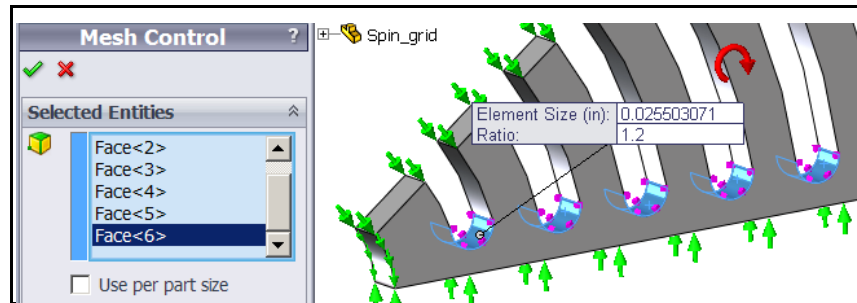 Mesh Control ?
Selected Entities
Face<2>
Face<3>
Face<4>
Face<5>
Face<6>
Use per part size
Spin_grid
Element Size (in): 0.025503071
Ratio: 1.2